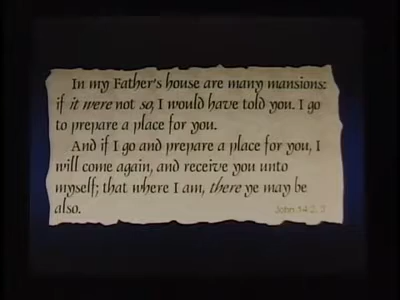 In my Father's house are many mansions:
if it were not so, I would have told you. I go
to prepare a place for you.
And if I go and prepare a place for you, I
will come again, and receive you unto
myself; that where I am, there ye may be
also.
John 14:2, 3